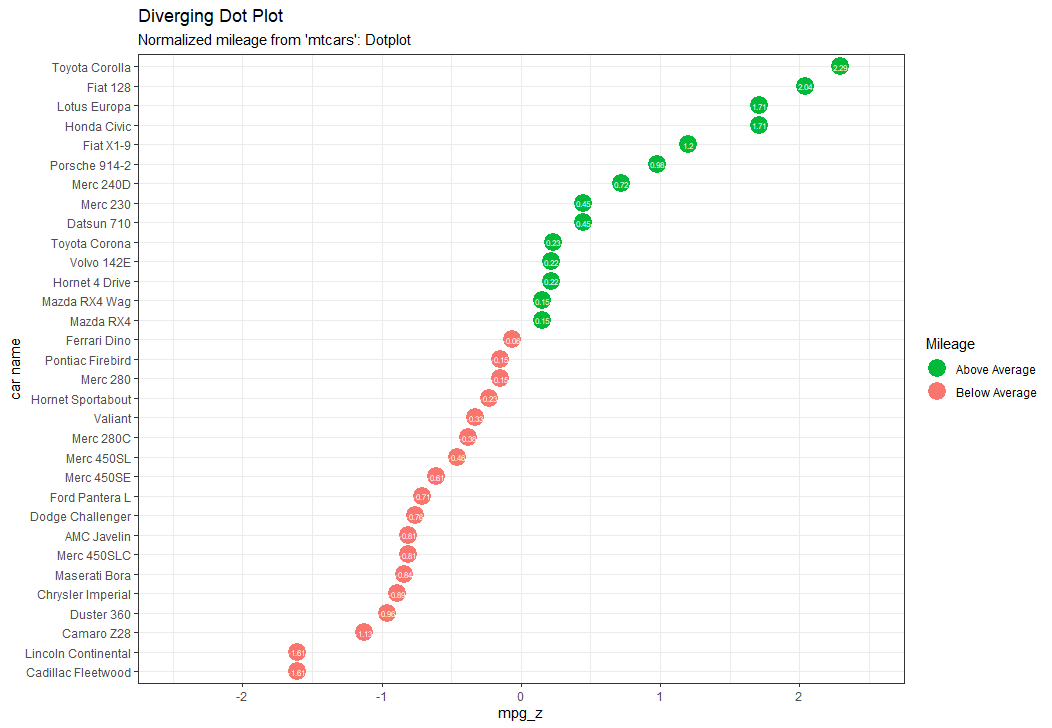 Diverging Dot Plot
Normalized mileage from 'mtcars': Dotplot
Toyota Corolla 2.29
Fiat 128 2.04
Lotus Europa 1.71
Honda Civic 1.71
Fiat X1-9 1.2
Porsche 914-2 0.98
Merc 240D 0.72
Merc 230 0.45
Datsun 710 0.45
Toyota Corona 0.23
Volvo 142E 0.22
Hornet 4 Drive 0.22
Mazda RX4 Wag 0.15
Mazda RX4 0.15
Ferrari Dino -0.06
Pontiac Firebird -0.15
Merc 280 -0.15
Hornet Sportabout -0.23
Valiant -0.33
Merc 280C -0.38
Merc 450SL -0.46
Merc 450SE -0.61
Ford Pantera L -0.71
Dodge Challenger
AMC Javelin -0.81
Merc 450SLC -0.81
Maserati Bora -0.84
Chrysler Imperial -0.89
Duster 360 -0.96
Camaro Z28 -1.13
Lincoln Continental -1.61
Cadillac Fleetwood -1.61
car name
-2 -1 0 1 2
mpg_z
Mileage
Above Average
Below Average